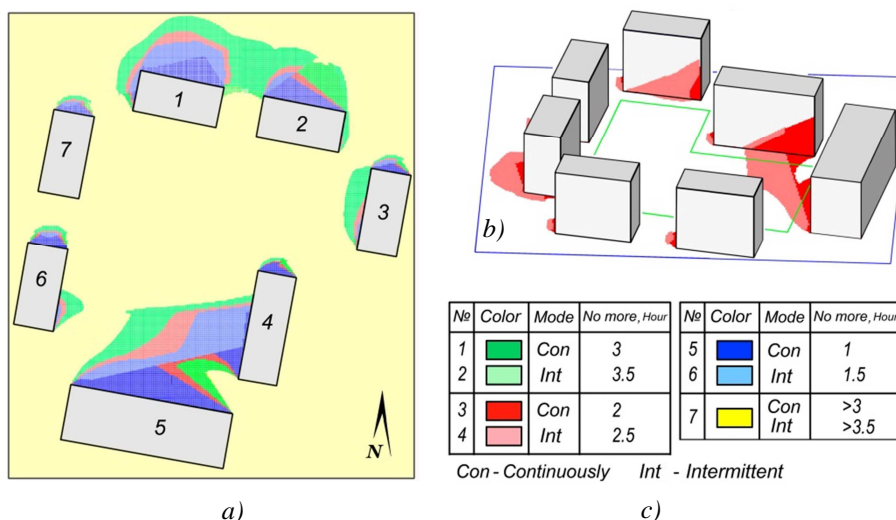 1
2
7
3
6
4
5
N
a)
b)
№ Color Mode No more, Hour
1 Con 3
2 Int 3.5
3 Con 2
4 Int 2.5
№ Color Mode No more, Hour
5 Con 1
6 Int 1.5
7 Con >3
Int >3.5
Con - Continuously Int - Intermittent
c)